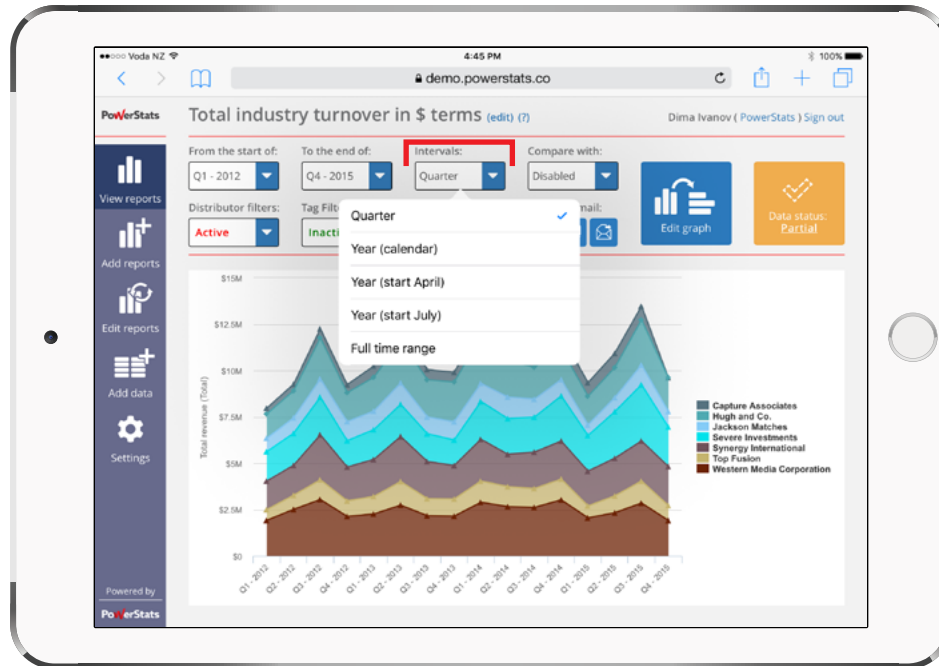 Voda NZ
4:45 PM
100%
demo.powerstats.co
PoWerStats
Total industry turnover in $ terms (edit) (?)
Dima Ivanov ( PowerStats ) Sign out
From the start of:
To the end of:
Intervals:
Compare with:
Q1 - 2012
Q4 - 2015
Quarter
Disabled
Distributor filters:
Active
Edit graph
Data status:
Partial
View reports
Add reports
Edit reports
Add data
Settings
Powered by
PoWerStats
Quarter
Year (calendar)
Year (start April)
Year (start July)
Full time range
Total revenue (Total)
$15M
$12.5M
$10M
$7.5M
$5M
$2.5M
$0
Q1 - 2012
Q2 - 2012
Q3 - 2012
Q4 - 2012
Q1 - 2013
Q2 - 2013
Q3 - 2013
Q4 - 2013
Q1 - 2014
Q2 - 2014
Q3 - 2014
Q4 - 2014
Q1 - 2015
Q2 - 2015
Q3 - 2015
Q4 - 2015
Capture Associates
Hugh and Co.
Jackson Matches
Severe Investments
Synergy International
Top Fusion
Western Media Corporation